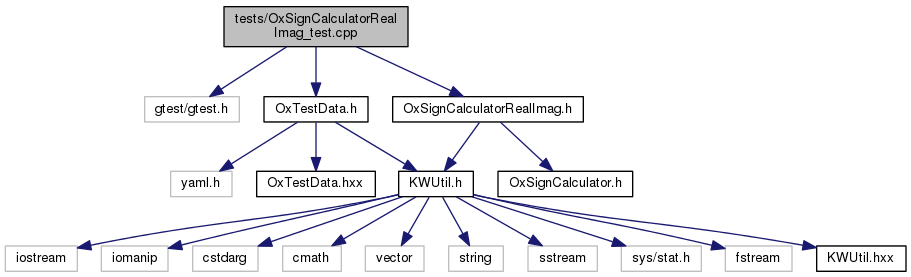 tests/OxSignCalculatorReal
Imag_test.cpp
gtest/gtest.h
OxTestData.h
OxSignCalculatorRealImag.h
yaml.h
OxTestData.hxx
KWUtil.h
OxSignCalculator.h
iostream
iomanip
cstdarg
cmath
vector
string
sstream
sys/stat.h
fstream
KWUtil.hxx